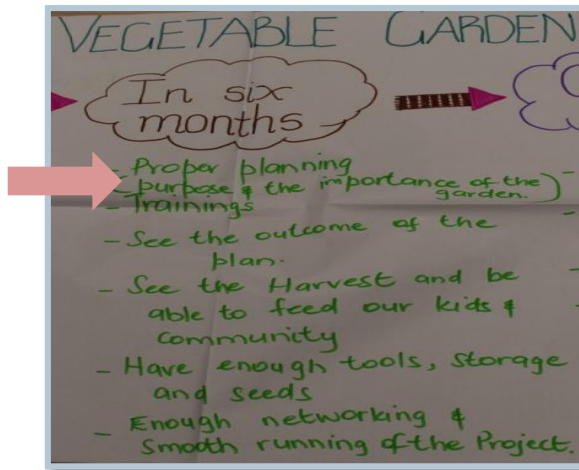 VEGETABLE GARDEN
In six
months
- Proper planning
(purpose & the importance of the
garden.)
- Trainings
- See the outcome of the
plan.
- See the Harvest and be
able to feed our kids &
community
- Have enough tools, storage
and seeds
- Enough networking &
Smooth running of the Project.